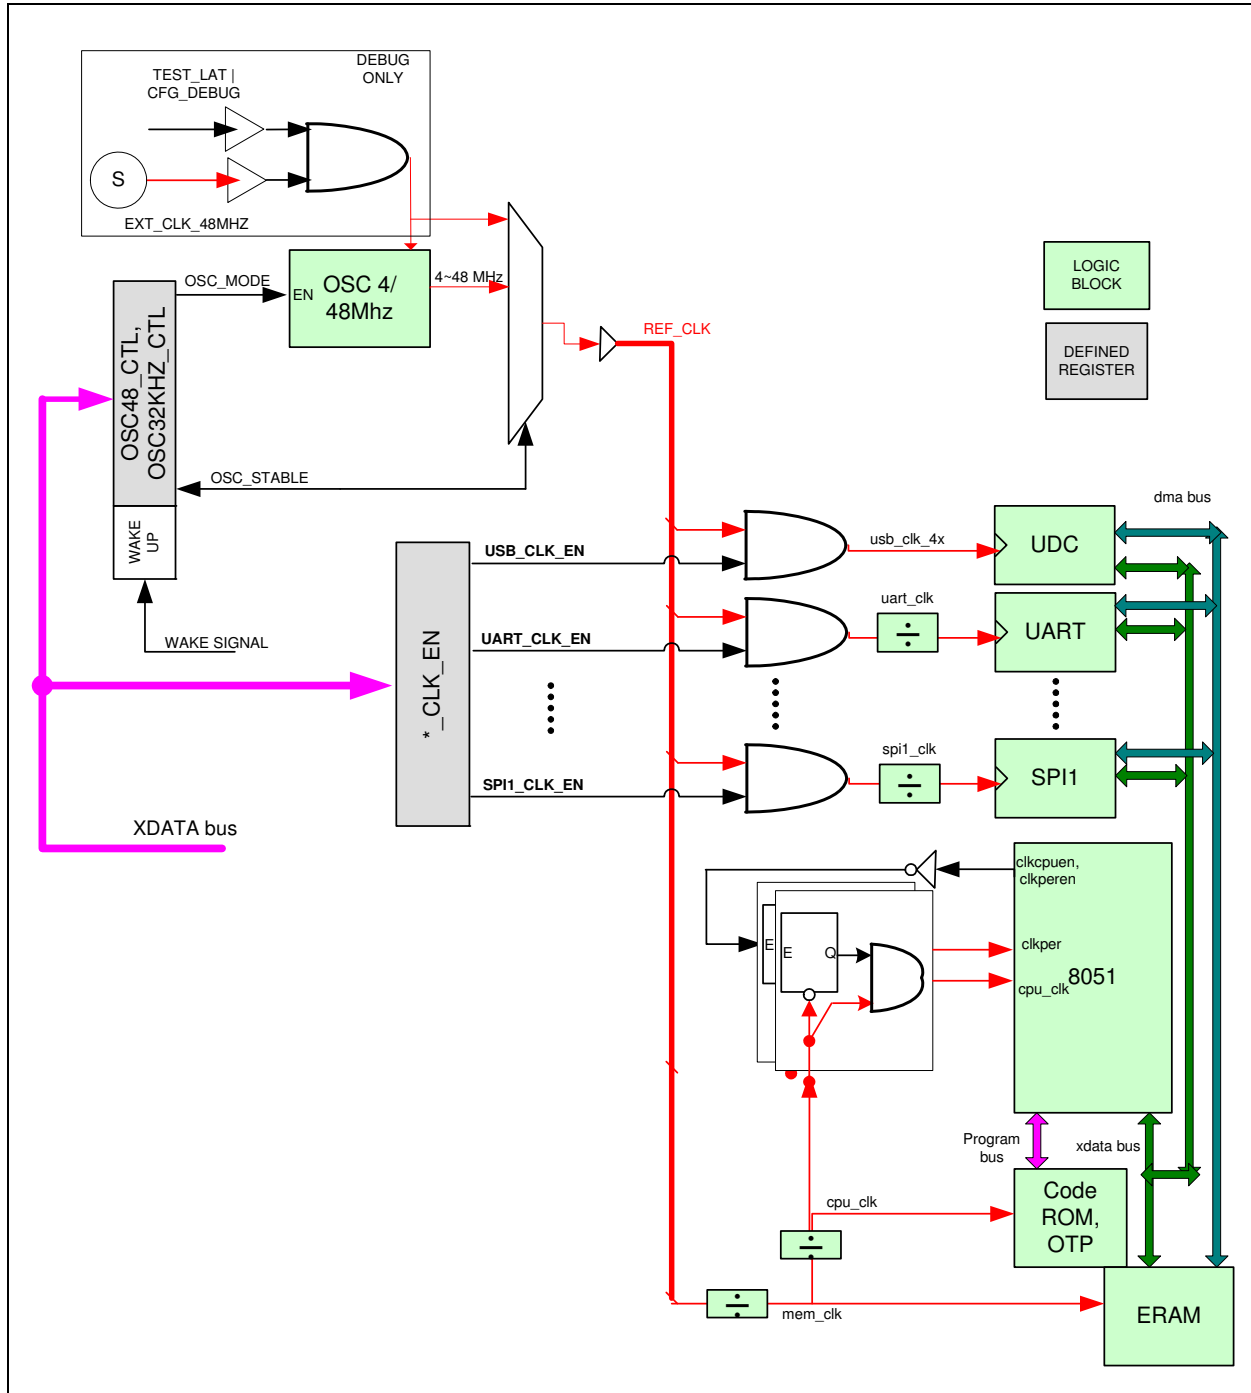 DEBUG
ONLY
TEST_LAT |
CFG_DEBUG
S
EXT_CLK_48MHZ
OSC_MODE
EN
OSC 4/
48Mhz
4~48 MHz
LOGIC
BLOCK
DEFINED
REGISTER
REF_CLK
OSC48_CTL,
OSC32KHZ_CTL
OSC_STABLE
WAKE
UP
WAKE SIGNAL
dma bus
USB_CLK_EN
usb_clk_4x
UDC
UART_CLK_EN
uart_clk
÷
UART
*_CLK_EN
SPI1_CLK_EN
spi1_clk
÷
SPI1
XDATA bus
clkcpuen,
clkperen
E
E
Q
clkper
8051
cpu_clk
Program
bus
xdata bus
cpu_clk
Code
ROM,
OTP
÷
÷
mem_clk
ERAM